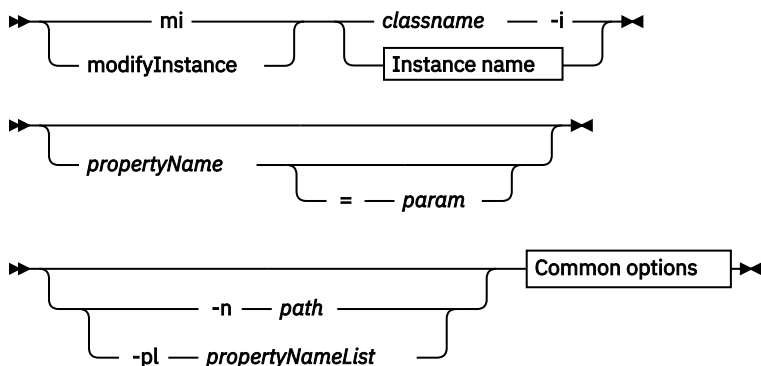 mi classname -i
modifyInstance Instance name
propertyName
= param
Common options
-n path
-pl propertyNameList